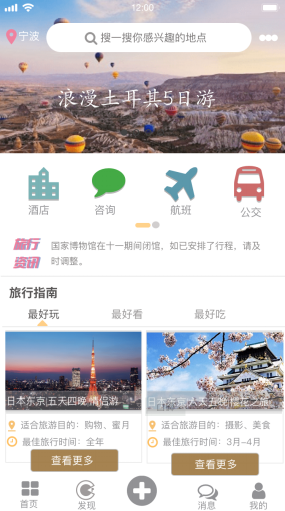 12:00
宁波
搜一搜你感兴趣的地点
浪漫土耳其5日游
酒店 咨询 航班 公交
旅行
资讯
国家博物馆在十一期间闭馆，如已安排了行程，请及
时调整。
旅行指南
最好玩 最好看 最好吃
日本东京|五天四晚|情侣游
适合旅游目的：购物、蜜月
最佳旅行时间：全年
查看更多
日本大阪|六天五晚|樱花之旅
适合旅游目的：摄影、美食
最佳旅行时间：3月-4月
查看更多
首页 发现 消息 我的